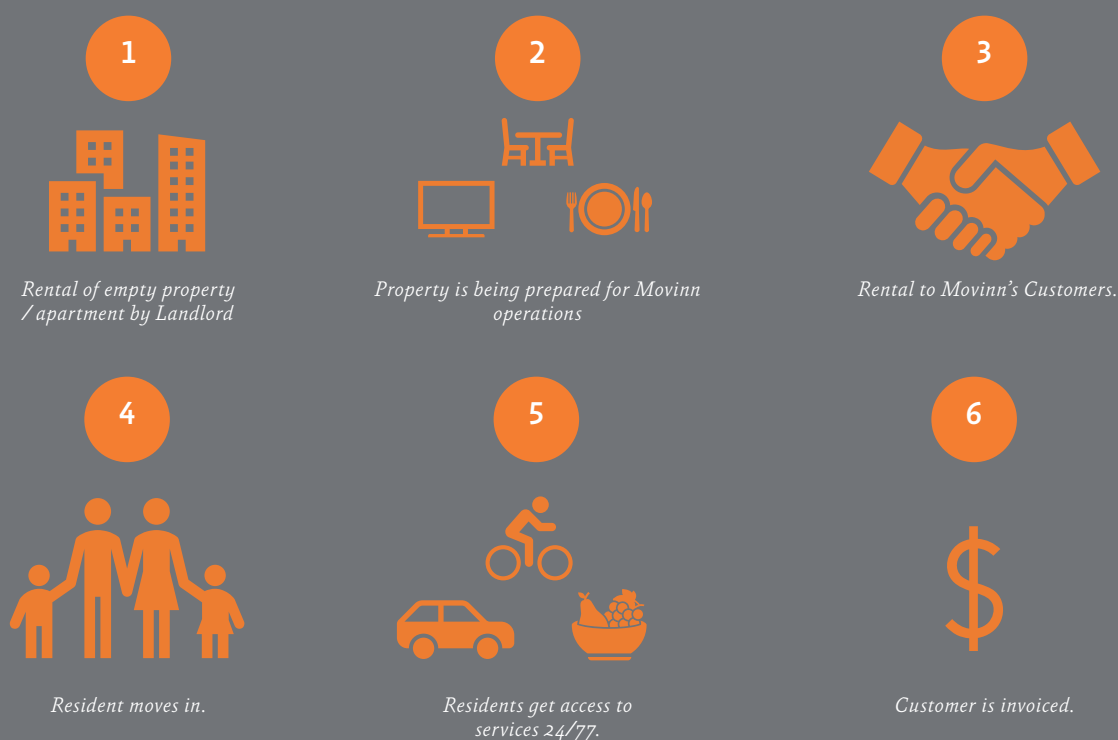 1
2
3
Rental of empty property
/ apartment by Landlord
Property is being prepared for Movinn
operations
Rental to Movinn’s Customers.
4
5
6
Resident moves in.
Residents get access to
services 24/77.
Customer is invoiced.